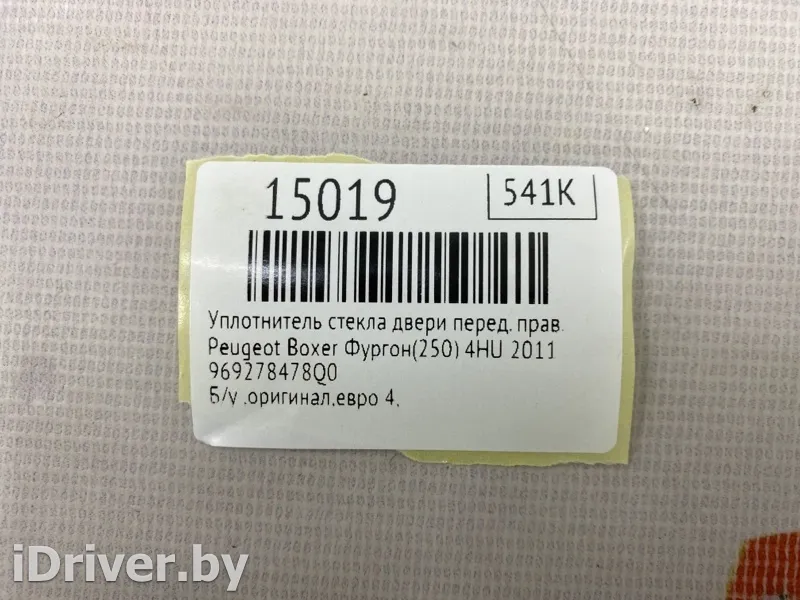 15019
541K
Уплотнитель стекла двери перед. прав.
Peugeot Boxer Фургон(250) 4HU 2011
969278478Q0
Б/у ,оригинал,евро 4,
iDriver.by